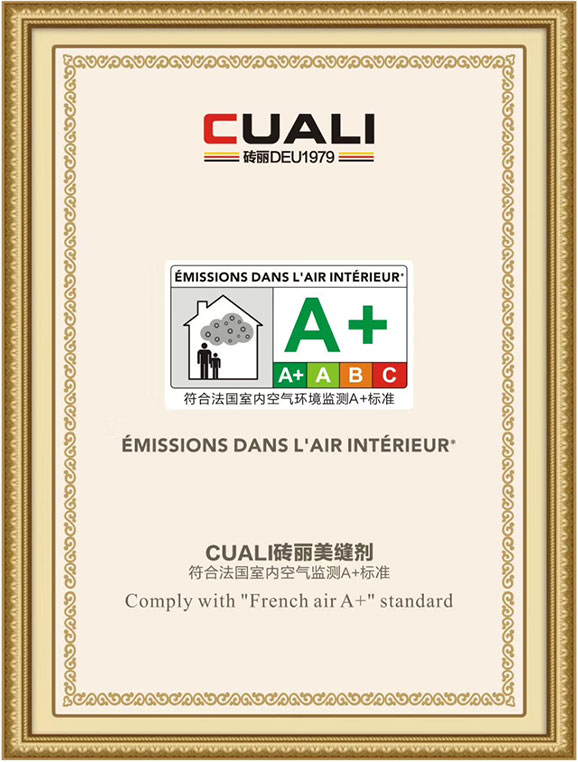 CUALI
砖丽DEU1979
ÉMISSIONS DANS L'AIR INTÉRIEUR*
A+
A+ A B C
符合法国室内空气环境监测A+标准
ÉMISSIONS DANS L'AIR INTÉRIEUR*
CUALI砖丽美缝剂
符合法国室内空气监测A+标准
Comply with "French air A+" standard